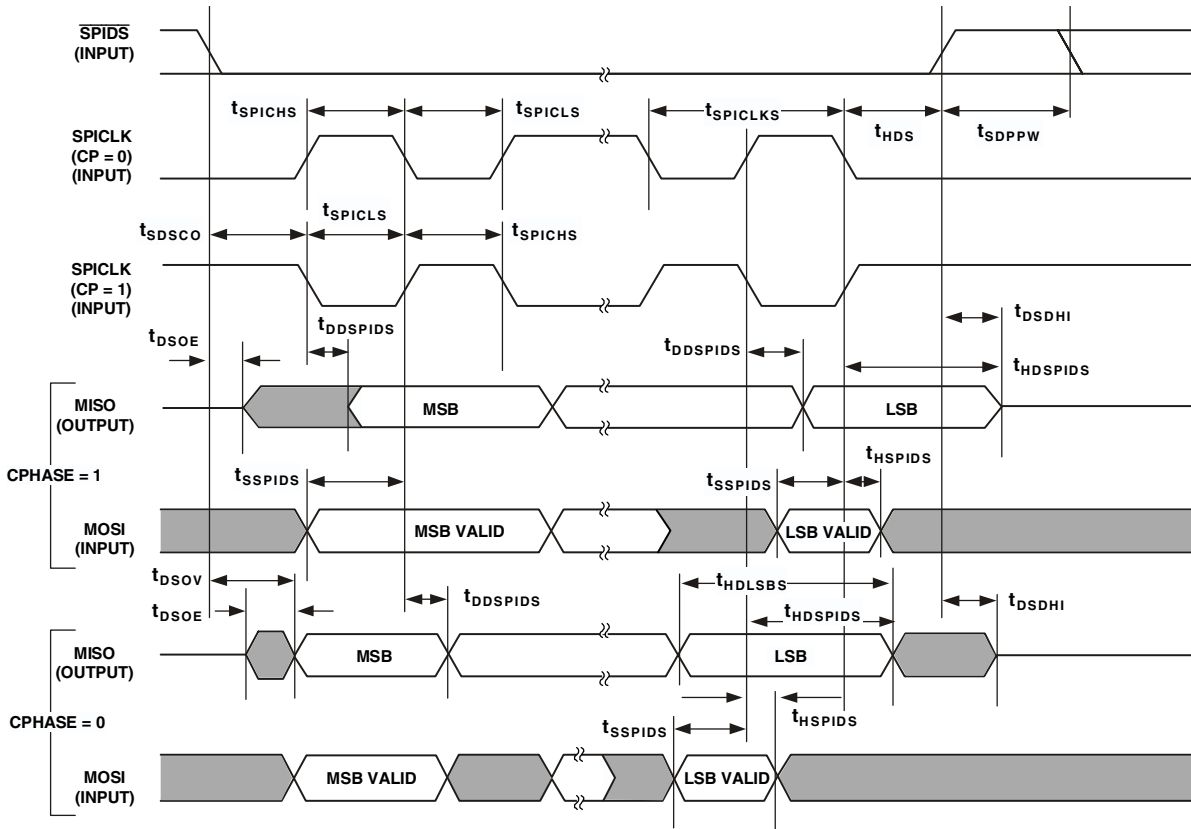 SPIDS
(INPUT)
tSPICHS
tSPICLS
tSPICLKS
tHDS
tSDPPW
SPICLK
(CP = 0)
(INPUT)
tSPICLS
tSDSCO
tSPICHS
SPICLK
(CP = 1)
(INPUT)
tDSOE
tDDSPIDS
tDDSPIDS
tDSDHI
tHDSPIDS
MISO
(OUTPUT)
MSB
LSB
CPHASE = 1
tSSPIDS
tSSPIDS
tHSPIDS
MOSI
(INPUT)
MSB VALID
LSB VALID
tDSOV
tDSOE
tDDSPIDS
tHDLSBS
tHDSPIDS
tDSDHI
MISO
(OUTPUT)
MSB
LSB
CPHASE = 0
tSSPIDS
tHSPIDS
MOSI
(INPUT)
MSB VALID
LSB VALID